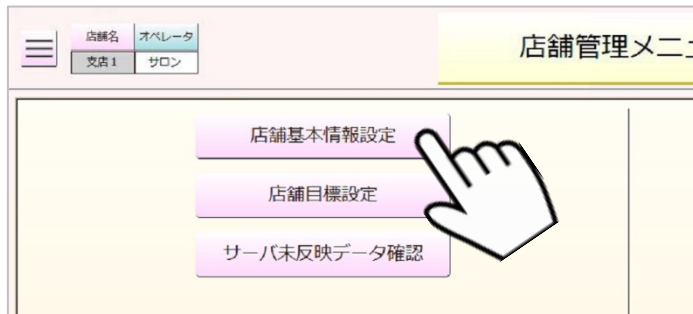 店舗名 オペレータ
支店1 サロン
店舗管理メニュ
店舗基本情報設定
店舗目標設定
サーバ未反映データ確認